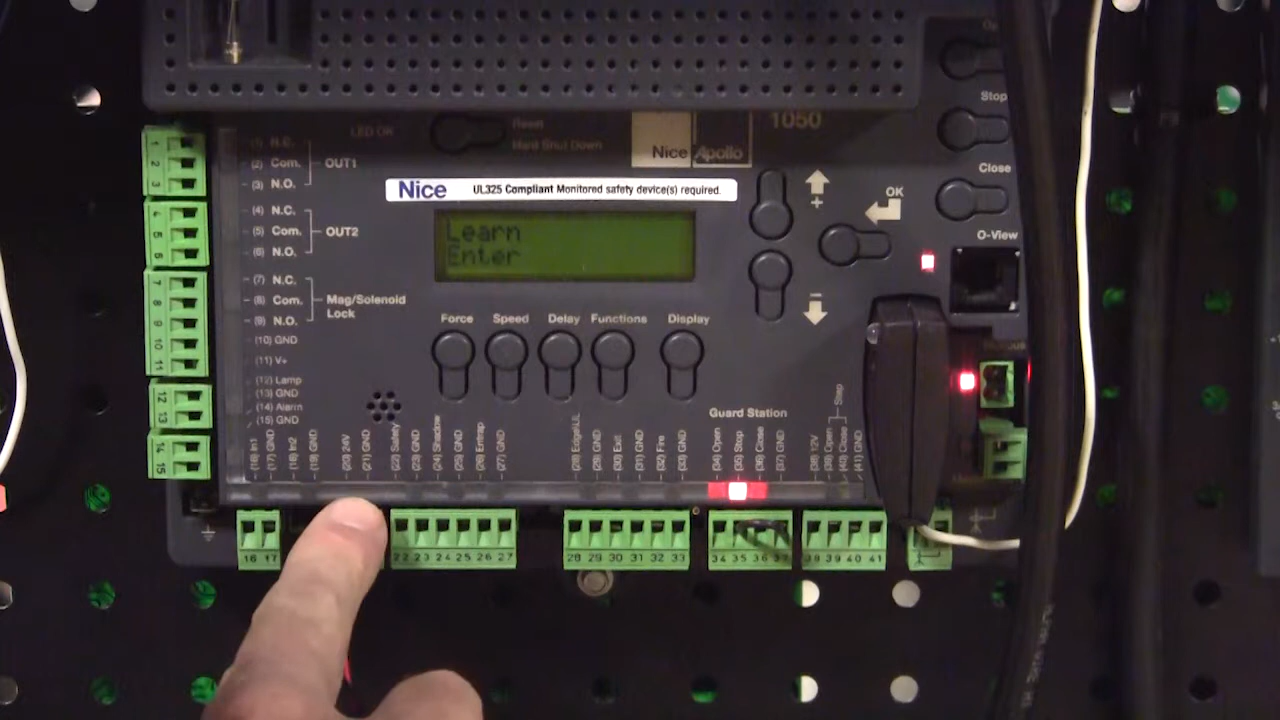 Stop
1050
LED OK
Reset
Hard Shut Down
Nice Apollo
Close
Nice UL325 Compliant Monitored safety device(s) required.
OK
+
-
O-View
Learn
Enter
(1) N.C.
(2) Com.
(3) N.O.
OUT1
(4) N.C.
(5) Com.
(6) N.O.
OUT2
(7) N.C.
(8) Com.
(9) N.O.
Mag/Solenoid
Lock
(10) GND
(11) V+
(12) Lamp
(13) GND
(14) Alarm
(15) GND
Force Speed Delay Functions Display
Guard Station
(16) In1
(17) GND
(18) In2
(19) GND
(20) 24V
(21) GND
(22) Safety
(23) GND
(24) Shadow
(25) GND
(26) Entrap
(27) GND
(28) Edge/UL
(29) GND
(30) Exit
(31) GND
(32) Fire
(33) GND
(34) Open
(35) Stop
(36) Close
(37) GND
(38) 12V
(39) Open
(40) Close
(41) GND
Step
1
2
3
4
5
6
7
8
9
10
11
12
13
14
15
16 17
22 23 24 25 26 27
28 29 30 31 32 33
34 35 36 37
38 39 40 41